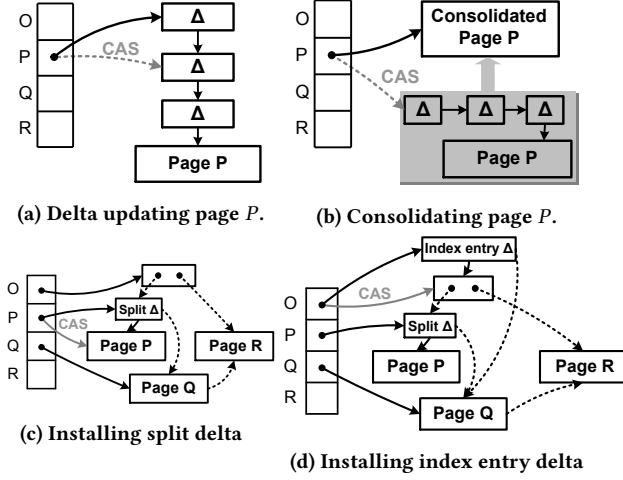 O
P
Q
R
CAS
Δ
Δ
Δ
Page P
(a) Delta updating page P.
O
P
Q
R
CAS
Consolidated
Page P
Δ
Δ
Δ
Page P
(b) Consolidating page P.
O
P
Q
R
CAS
Split Δ
Page P
Page R
Page Q
(c) Installing split delta
O
P
Q
R
Index entry Δ
CAS
Split Δ
Page P
Page R
Page Q
(d) Installing index entry delta